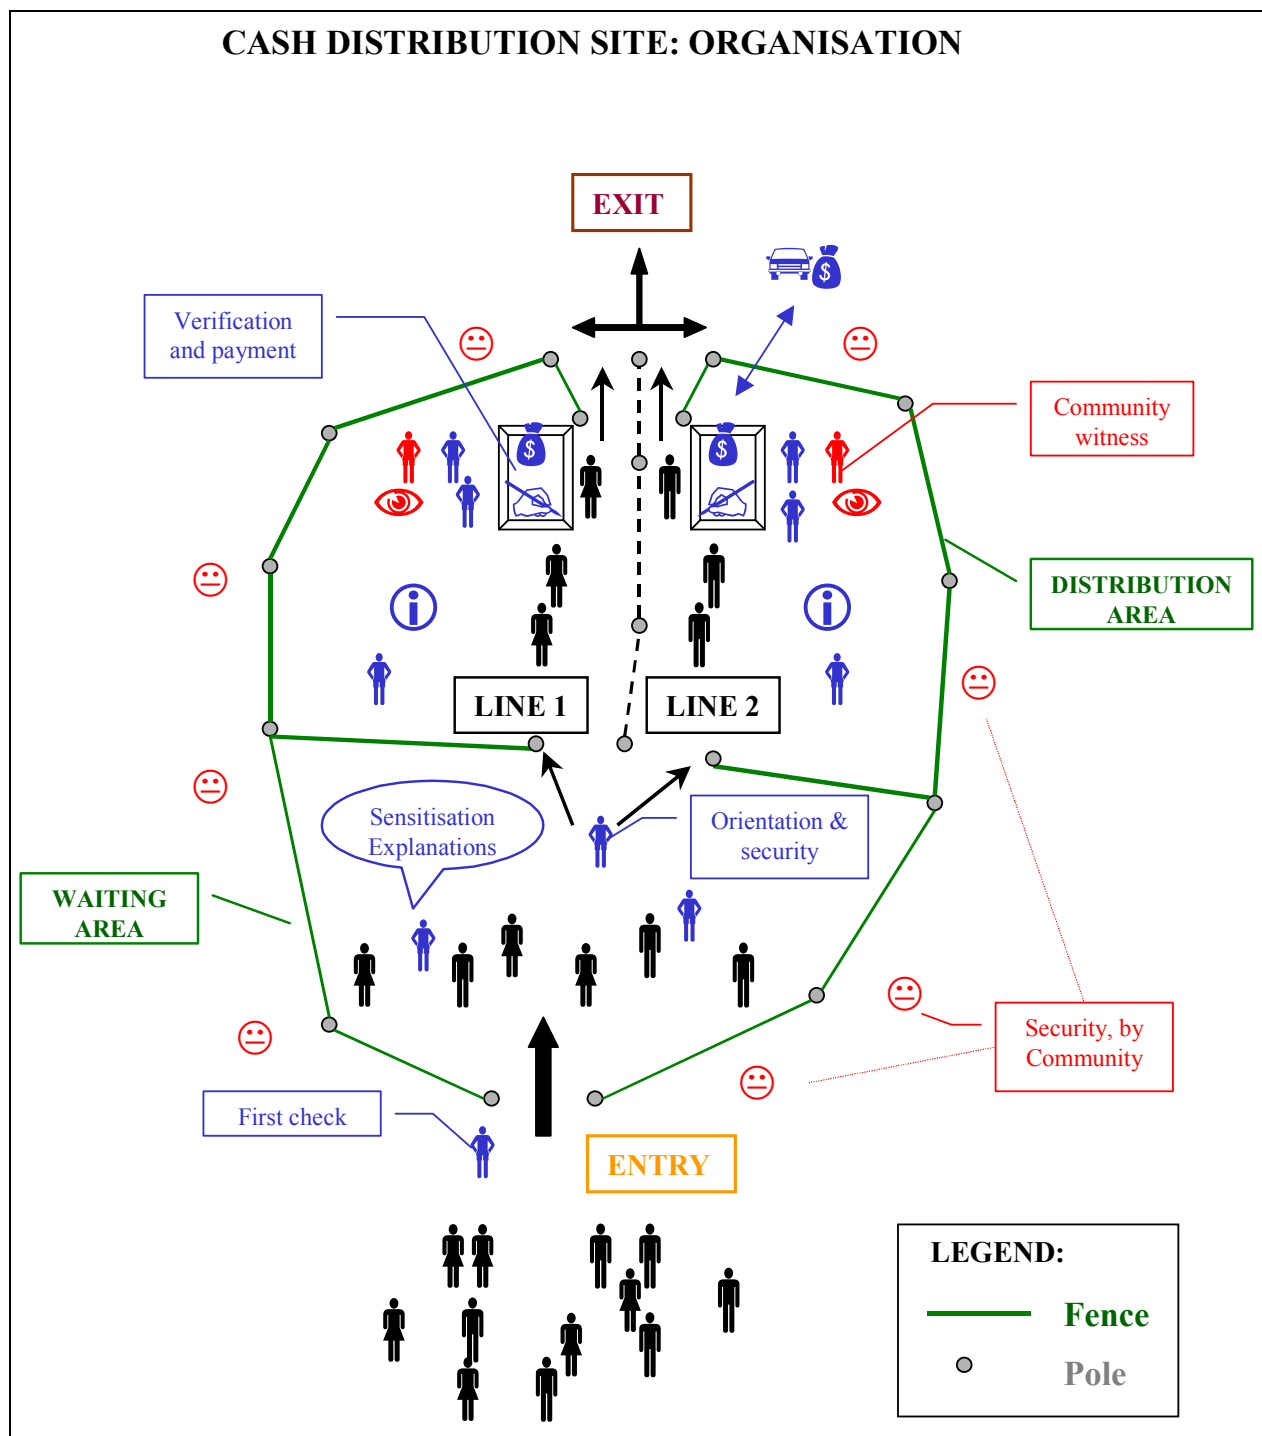 CASH DISTRIBUTION SITE: ORGANISATION
EXIT
$
Verification
and payment
Community
witness
$
$
DISTRIBUTION
AREA
i
i
LINE 1
LINE 2
Sensitisation
Explanations
Orientation &
security
WAITING
AREA
Security, by
Community
First check
ENTRY
LEGEND:
Fence
Pole